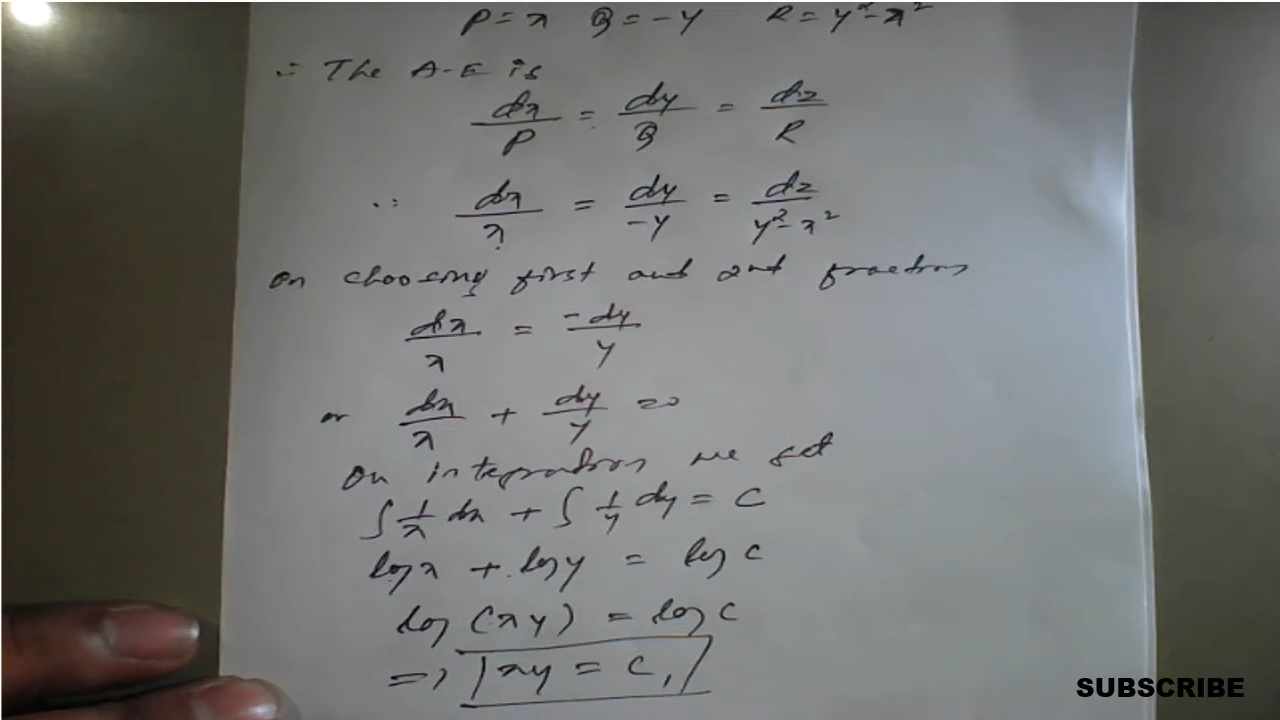 P = x Q = -y R = y² - x²
∴ The A-E is
dx/P = dy/Q = dz/R
∴ dx/x = dy/-y = dz/y² - x²
On choosing first and 2nd fraction
dx/x = -dy/y
or dx/x + dy/y = 0
On integration we get
∫ 1/x dx + ∫ 1/y dy = C
log x + log y = log c
log (xy) = log c
=> xy = C₁
SUBSCRIBE